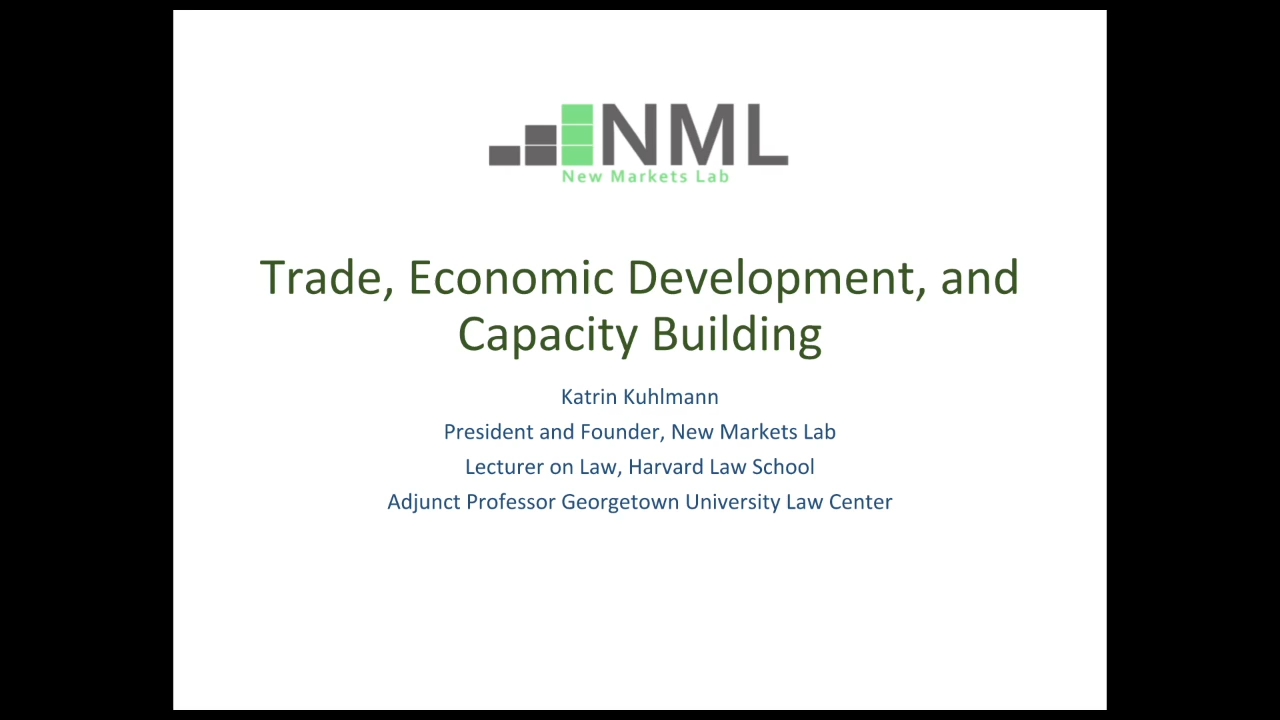 NML
New Markets Lab
Trade, Economic Development, and
Capacity Building
Katrin Kuhlmann
President and Founder, New Markets Lab
Lecturer on Law, Harvard Law School
Adjunct Professor Georgetown University Law Center